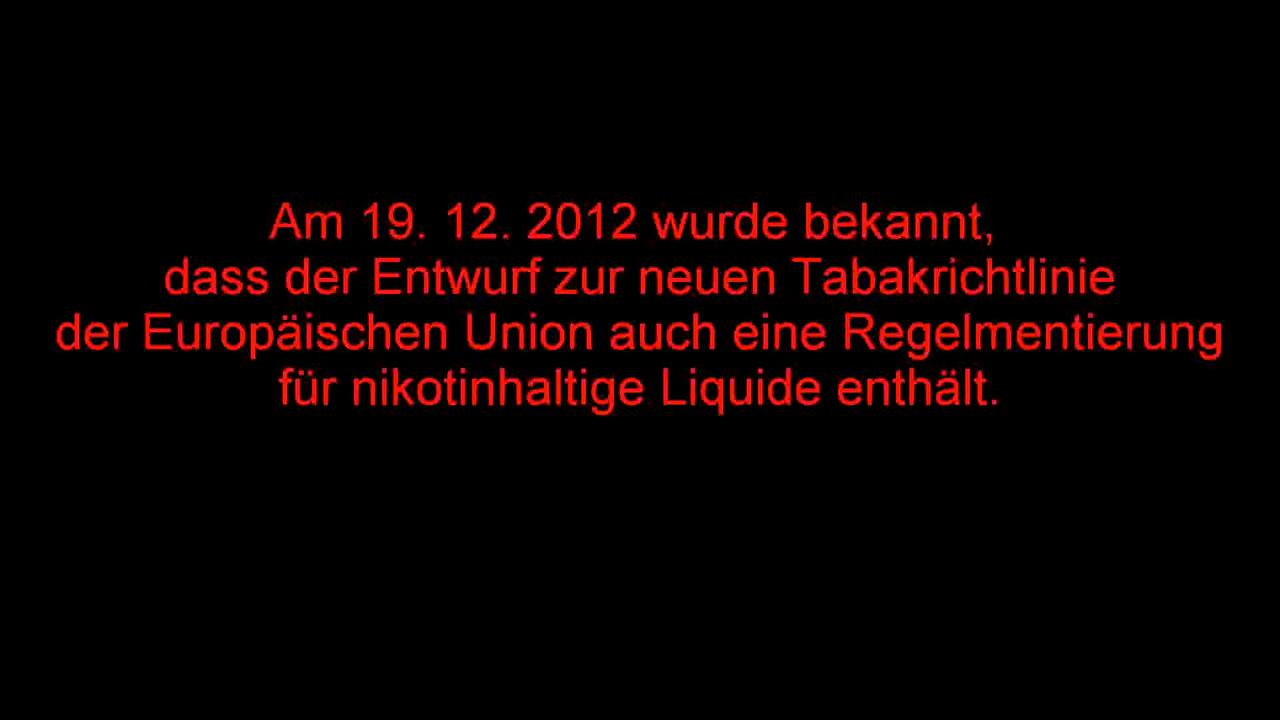 Am 19. 12. 2012 wurde bekannt,
dass der Entwurf zur neuen Tabakrichtlinie
der Europäischen Union auch eine Regelmentierung
für nikotinhaltige Liquide enthält.